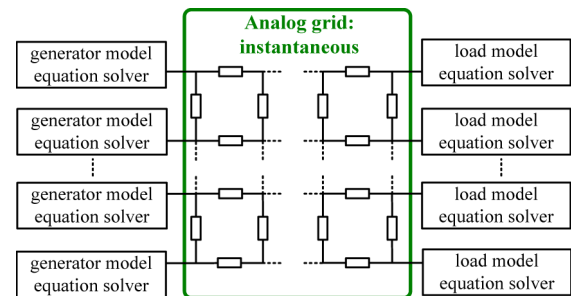 Analog grid:
instantaneous
generator model
equation solver
generator model
equation solver
generator model
equation solver
generator model
equation solver
load model
equation solver
load model
equation solver
load model
equation solver
load model
equation solver